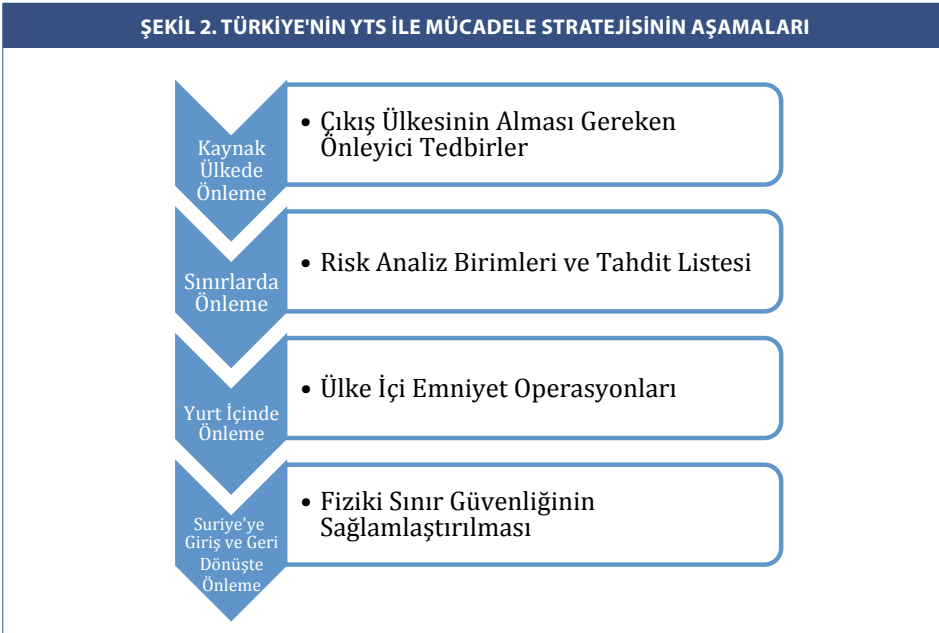 ŞEKİL 2. TÜRKİYE'NİN YTS İLE MÜCADELE STRATEJİSİNİN AŞAMALARI
Kaynak
Ülkede
Önleme
• Çıkış Ülkesinin Alması Gereken
Önleyici Tedbirler
Sınırlarda
Önleme
• Risk Analiz Birimleri ve Tahdit Listesi
Yurt İçinde
Önleme
• Ülke İçi Emniyet Operasyonları
Suriye'ye
Giriş ve Geri
Dönüşte
Önleme
• Fiziki Sınır Güvenliğinin
Sağlamlaştırılması